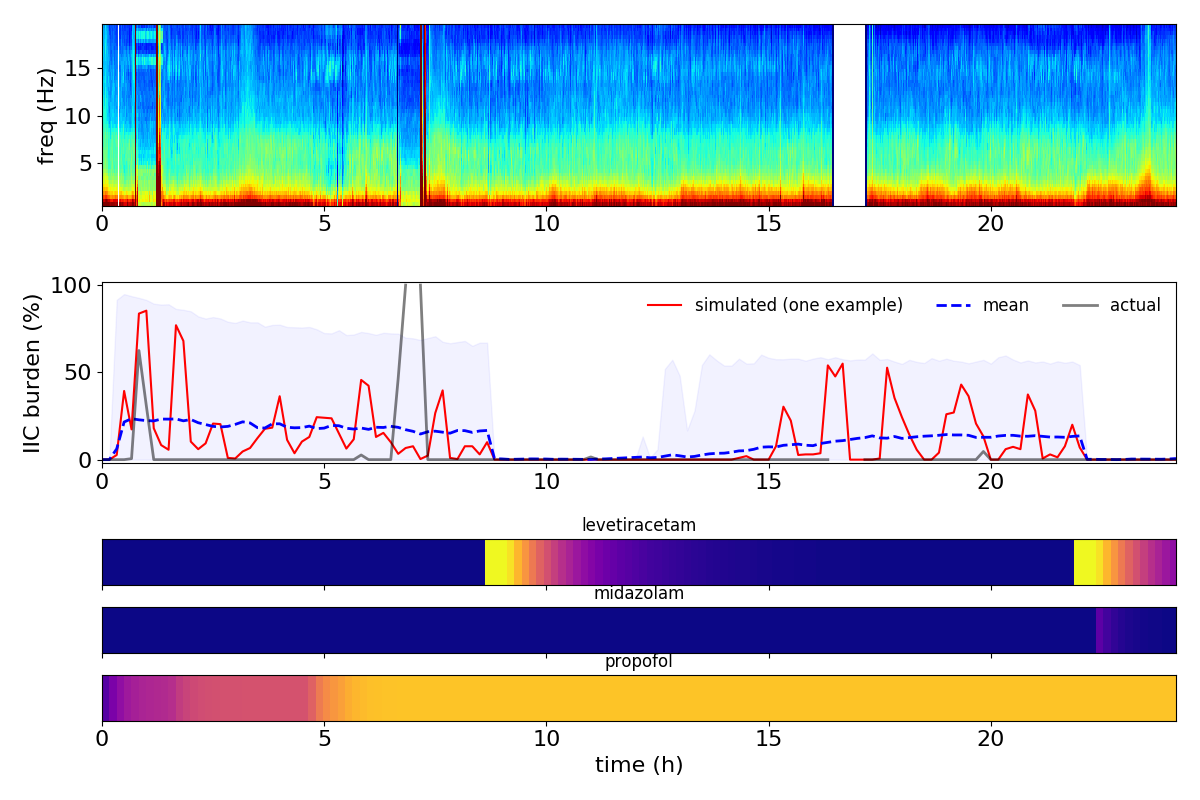 freq (Hz)
15
10
5
0 5 10 15 20
IIC burden (%)
100
50
0
simulated (one example) mean actual
0 5 10 15 20
levetiracetam
midazolam
propofol
0 5 10 15 20
time (h)